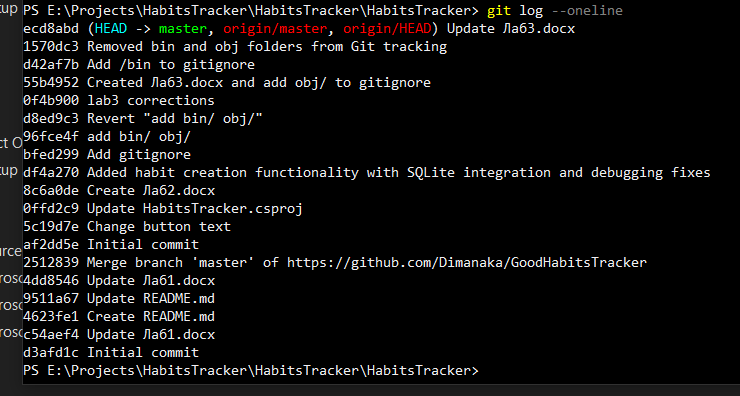 PS E:\Projects\HabitsTracker\HabitsTracker\HabitsTracker> git log --oneline
ecd8abd (HEAD -> master, origin/master, origin/HEAD) Update Ла63.docx
1570dc3 Removed bin and obj folders from Git tracking
d42af7b Add /bin to gitignore
55b4952 Created Ла63.docx and add obj/ to gitignore
0f4b900 lab3 corrections
d8ed9c3 Revert "add bin/ obj/"
96fce4f add bin/ obj/
bfed299 Add gitignore
df4a270 Added habit creation functionality with SQLite integration and debugging fixes
8c6a0de Create Ла62.docx
0ffd2c9 Update HabitsTracker.csproj
5c19d7e Change button text
af2dd5e Initial commit
2512839 Merge branch 'master' of https://github.com/Dimanaka/GoodHabitsTracker
4dd8546 Update Ла61.docx
9511a67 Update README.md
4623fe1 Create README.md
c54aef4 Update Ла61.docx
d3afd1c Initial commit
PS E:\Projects\HabitsTracker\HabitsTracker\HabitsTracker>